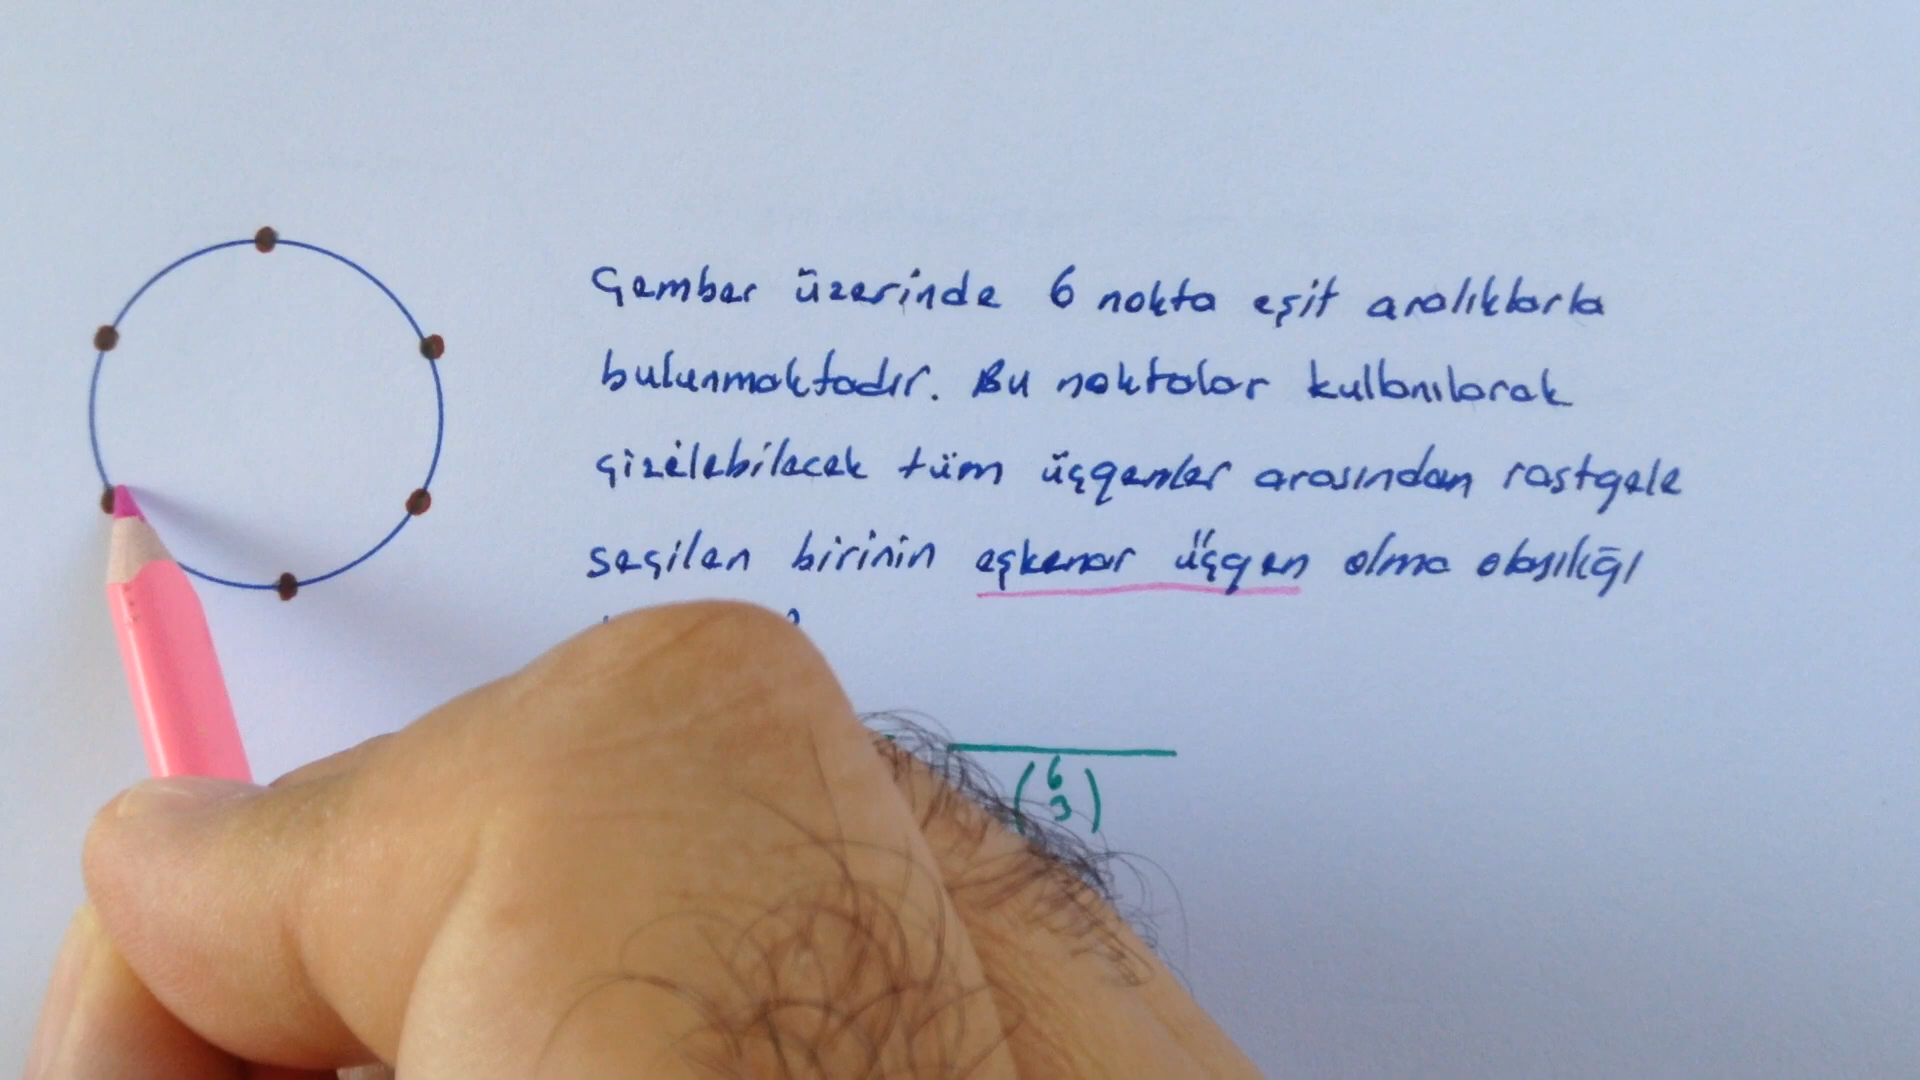 Çember üzerinde 6 nokta eşit aralıklarla
bulunmaktadır. Bu noktalar kullanılarak
çizilebilecek tüm üçgenler arasından rastgele
seçilen birinin eşkenar üçgen olma olasılığı
(6
3)